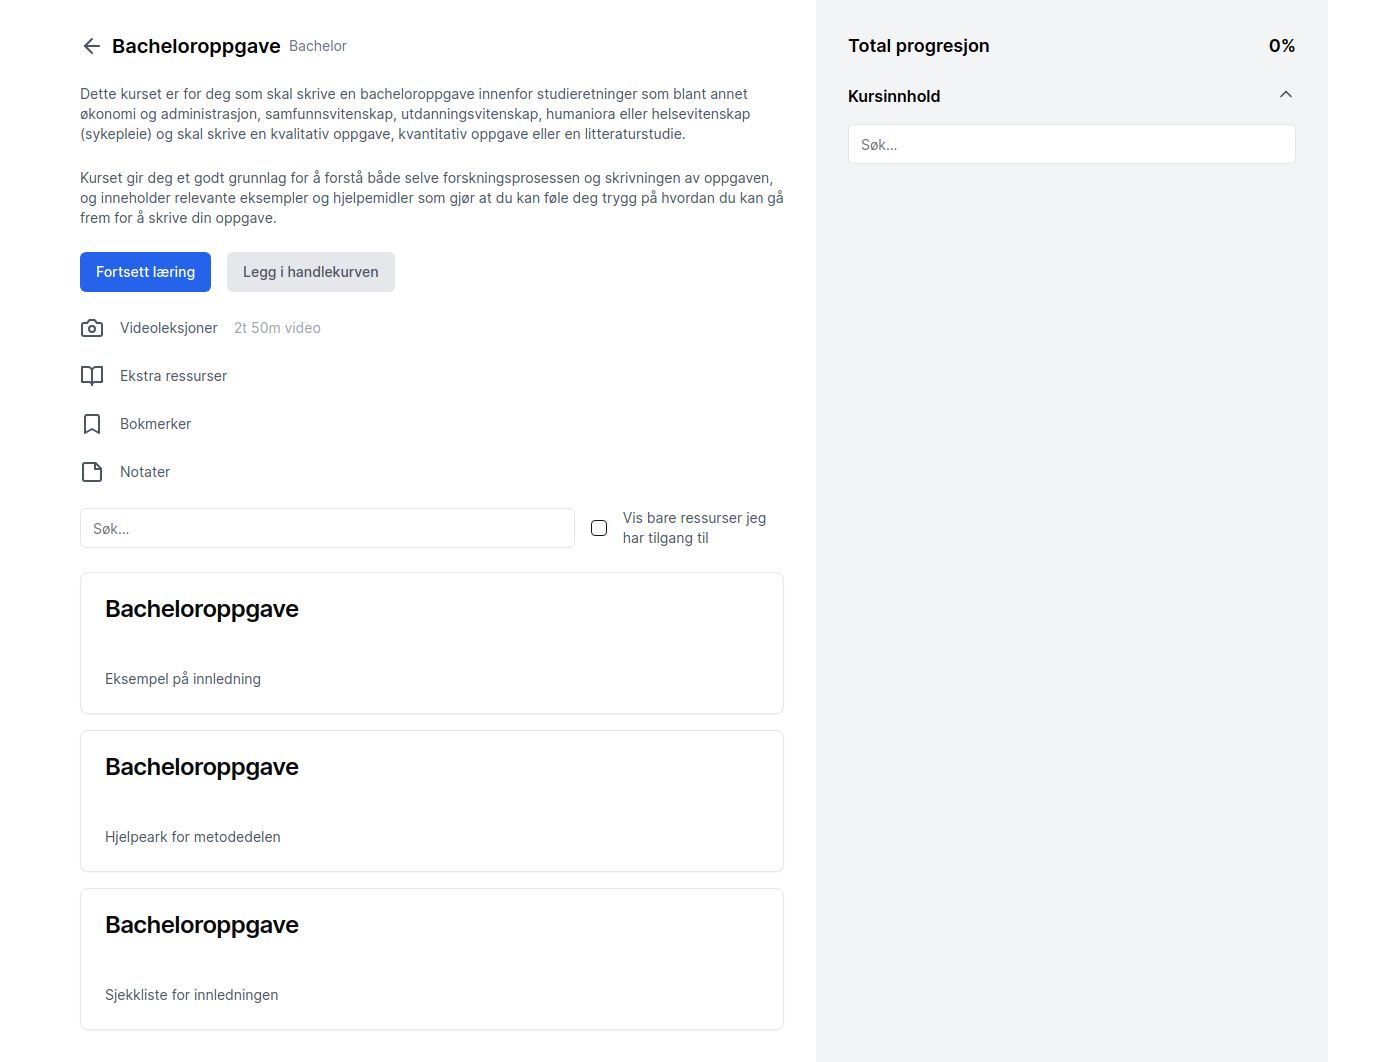 Bacheloroppgave Bachelor
Dette kurset er for deg som skal skrive en bacheloroppgave innenfor studieretninger som blant annet
økonomi og administrasjon, samfunnsvitenskap, utdanningsvitenskap, humaniora eller helsevitenskap
(sykepleie) og skal skrive en kvalitativ oppgave, kvantitativ oppgave eller en litteraturstudie.
Kurset gir deg et godt grunnlag for å forstå både selve forskningsprosessen og skrivningen av oppgaven,
og inneholder relevante eksempler og hjelpemidler som gjør at du kan føle deg trygg på hvordan du kan gå
frem for å skrive din oppgave.
Fortsett læring
Legg i handlekurven
Videoleksjoner 2t 50m video
Ekstra ressurser
Bokmerker
Notater
Søk...
Vis bare ressurser jeg
har tilgang til
Bacheloroppgave
Eksempel på innledning
Bacheloroppgave
Hjelpeark for metodedelen
Bacheloroppgave
Sjekkliste for innledningen
Total progresjon 0%
Kursinnhold
Søk...